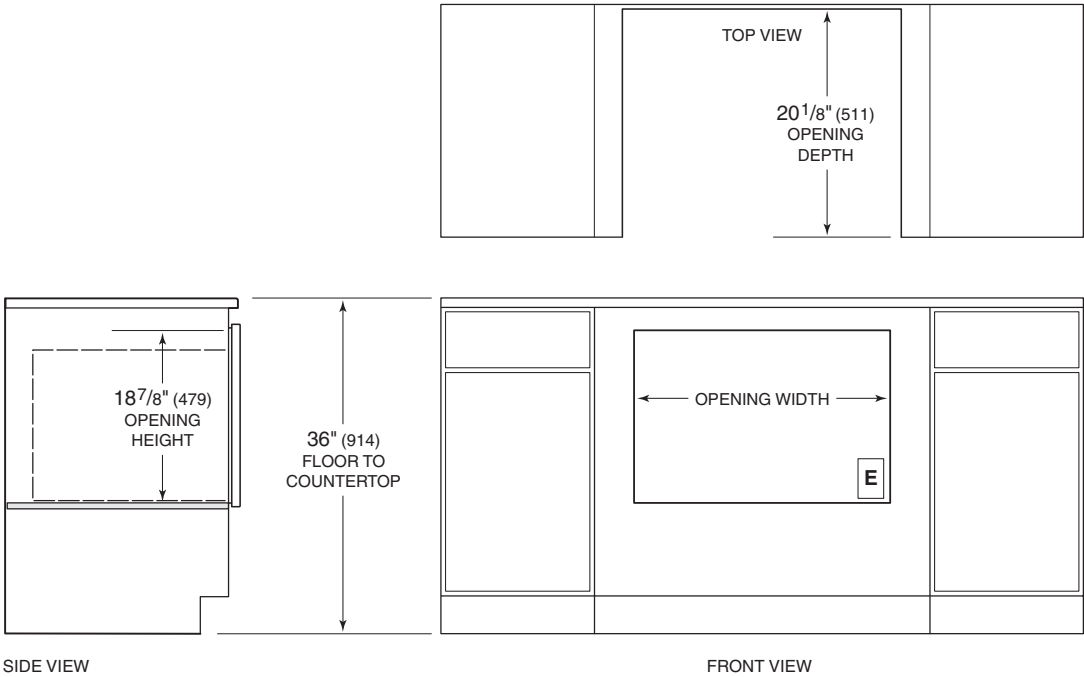 TOP VIEW
20 1/8" (511)
OPENING
DEPTH
18 7/8" (479)
OPENING
HEIGHT
36" (914)
FLOOR TO
COUNTERTOP
OPENING WIDTH
E
SIDE VIEW
FRONT VIEW